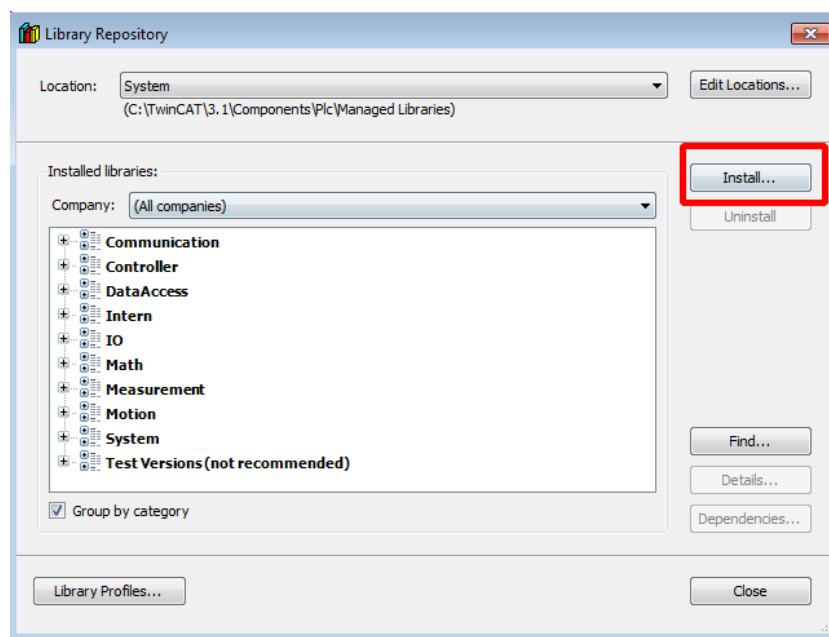 Library Repository
Location: System Edit Locations...
(C:\TwinCAT\3.1\Components\Plc\Managed Libraries)
Installed libraries:
Install...
Company: (All companies)
Uninstall
Communication
Controller
DataAccess
Intern
IO
Math
Measurement
Motion
System
Find...
Test Versions (not recommended)
Details...
Group by category
Dependencies...
Library Profiles... Close